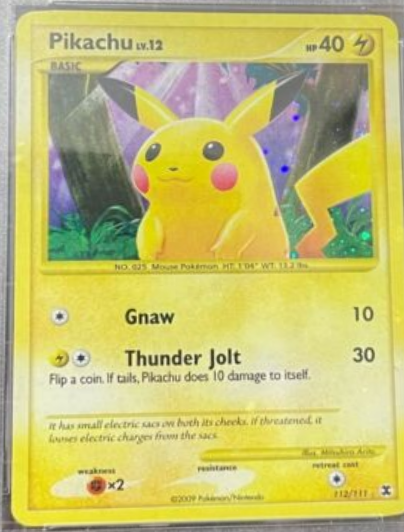 Pikachu LV.12 HP 40
BASIC
NO. 025 Mouse Pokémon HT: 1'04" WT: 13.2 lbs.
Gnaw 10
Thunder Jolt 30
Flip a coin. If tails, Pikachu does 10 damage to itself.
It has small electric sacs on both its cheeks. if threatened, it
looses electric charges from the sacs.
Illus. Mitsuhiro Arita
weakness resistance retreat cost
×2
©2009 Pokémon/Nintendo 112/111